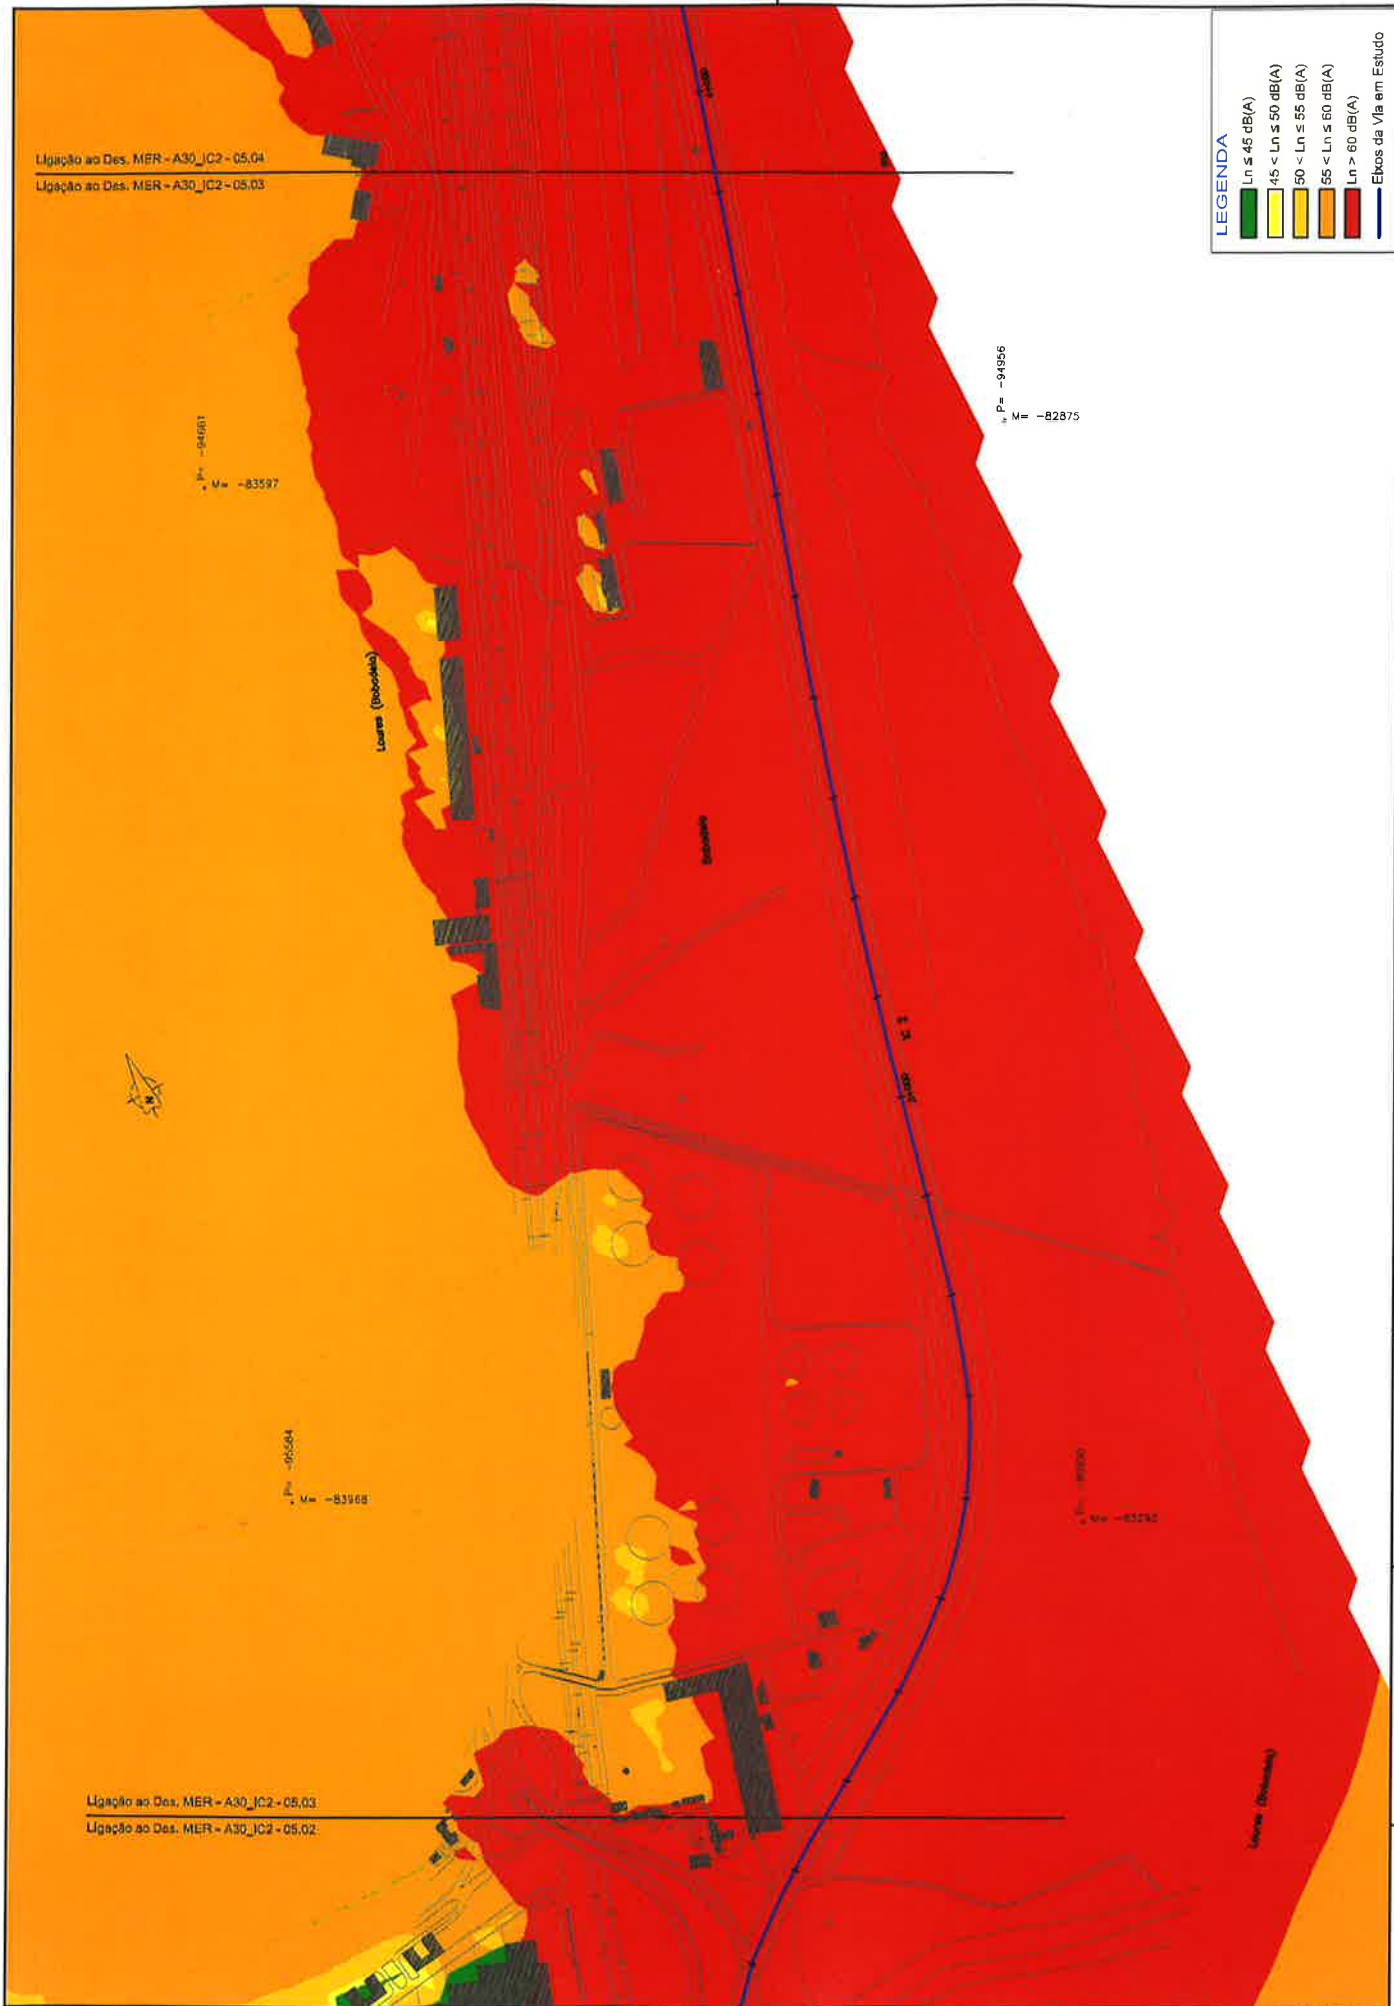 Ligação ao Des. MER - A30_IC2 - 05.04
Ligação ao Des. MER - A30_IC2 - 05.03
LEGENDA
Ln ≤ 45 dB(A)
45 < Ln ≤ 50 dB(A)
50 < Ln ≤ 55 dB(A)
55 < Ln ≤ 60 dB(A)
Ln > 60 dB(A)
Eixos da Via em Estudo
P= -94661
M= -83597
P= -94956
M= -82875
Loures (Bobadela)
Bobadela
N
P= -95584
M= -83968
M= -83292
Ligação ao Des. MER - A30_IC2 - 05.03
Ligação ao Des. MER - A30_IC2 - 05.02
Loures (Bobadela)